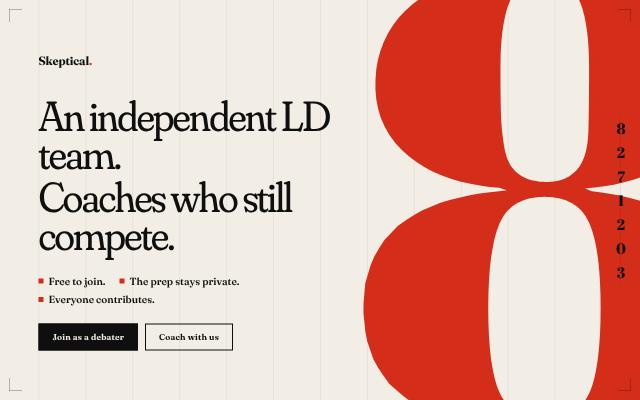 Skeptical.
An independent LD
team.
Coaches who still
compete.
Free to join.
The prep stays private.
Everyone contributes.
Join as a debater
Coach with us
8
8
2
7
1
2
0
3